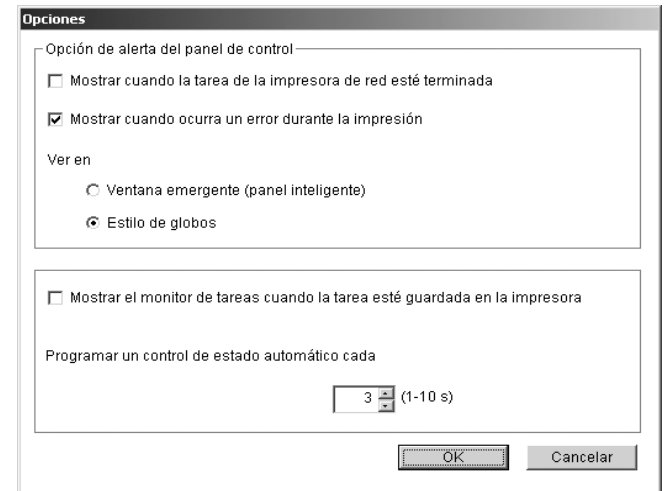 Opciones
Opción de alerta del panel de control
Mostrar cuando la tarea de la impresora de red esté terminada
Mostrar cuando ocurra un error durante la impresión
Ver en
Ventana emergente (panel inteligente)
Estilo de globos
Mostrar el monitor de tareas cuando la tarea esté guardada en la impresora
Programar un control de estado automático cada
3 (1-10 s)
OK Cancelar